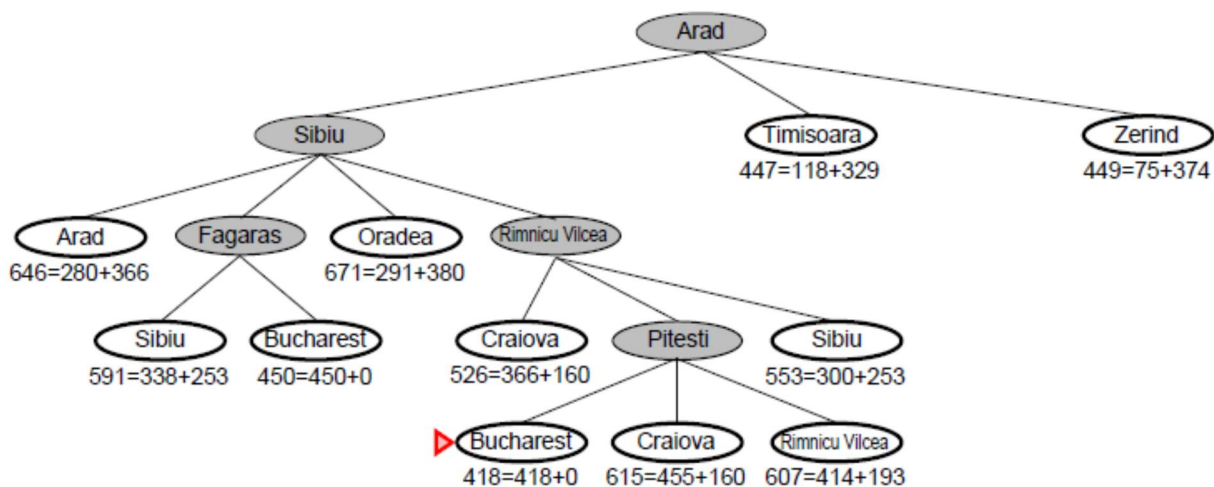 Arad
Sibiu
Timisoara
Zerind
447=118+329
449=75+374
Arad
Fagaras
Oradea
Rimnicu Vilcea
646=280+366
671=291+380
Sibiu
Bucharest
Craiova
Pitesti
Sibiu
591=338+253
450=450+0
526=366+160
553=300+253
Bucharest
Craiova
Rimnicu Vilcea
418=418+0
615=455+160
607=414+193